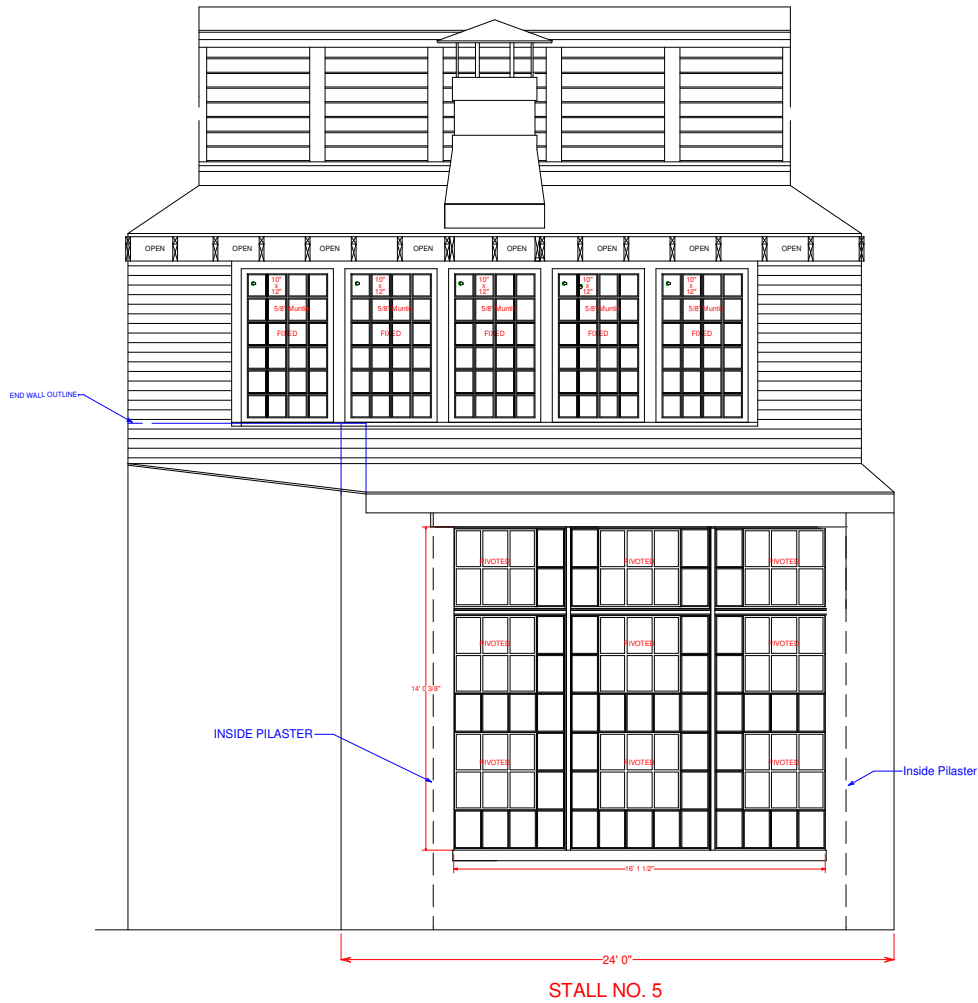 OPEN OPEN OPEN OPEN OPEN OPEN OPEN OPEN
10" 10" 10" 10" 10"
x x x x x
12" 12" 12" 12" 12"
5/8" Muntin 5/8" Muntin 5/8" Muntin 5/8" Muntin 5/8" Muntin
FIXED FIXED FIXED FIXED FIXED
END WALL OUTLINE
PIVOTED PIVOTED PIVOTED
PIVOTED PIVOTED PIVOTED
14' 0 3/8"
INSIDE PILASTER
PIVOTED PIVOTED PIVOTED
Inside Pilaster
16' 1 1/2"
24' 0"
STALL NO. 5